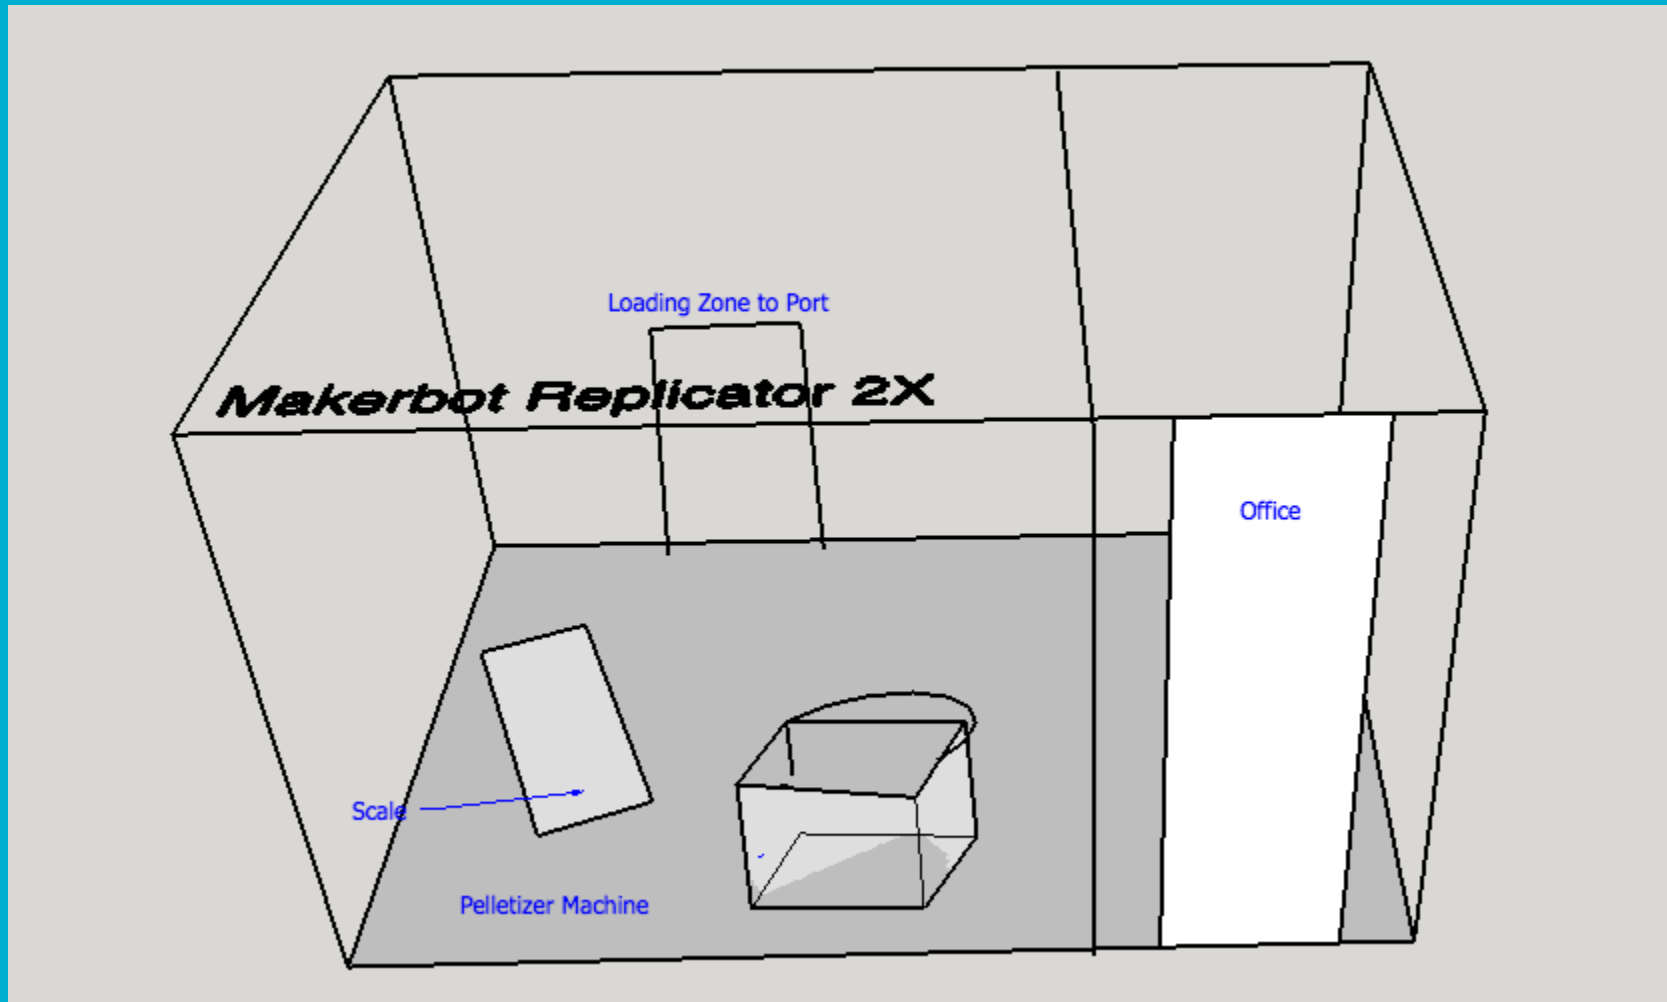 Loading Zone to Port
Makerbot Replicator 2X
Office
Scale
Pelletizer Machine